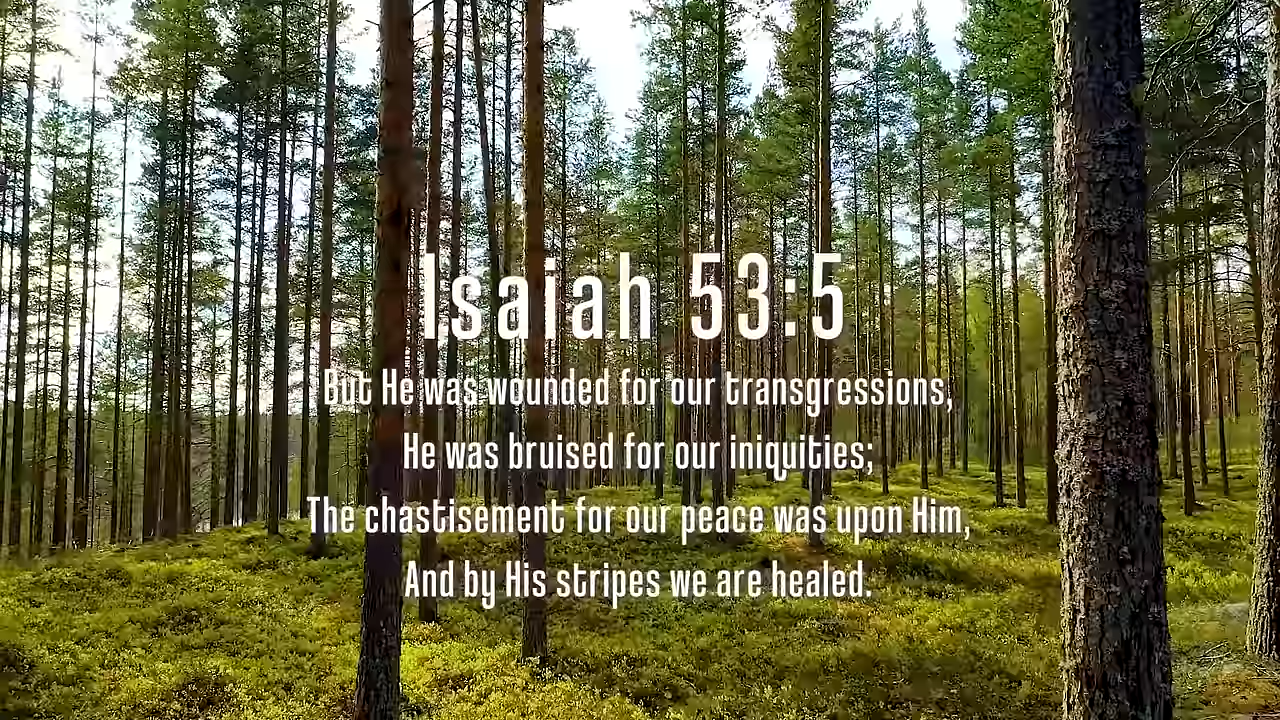 Isaiah 53:5
But He was wounded for our transgressions,
He was bruised for our iniquities;
The chastisement for our peace was upon Him,
And by His stripes we are healed.